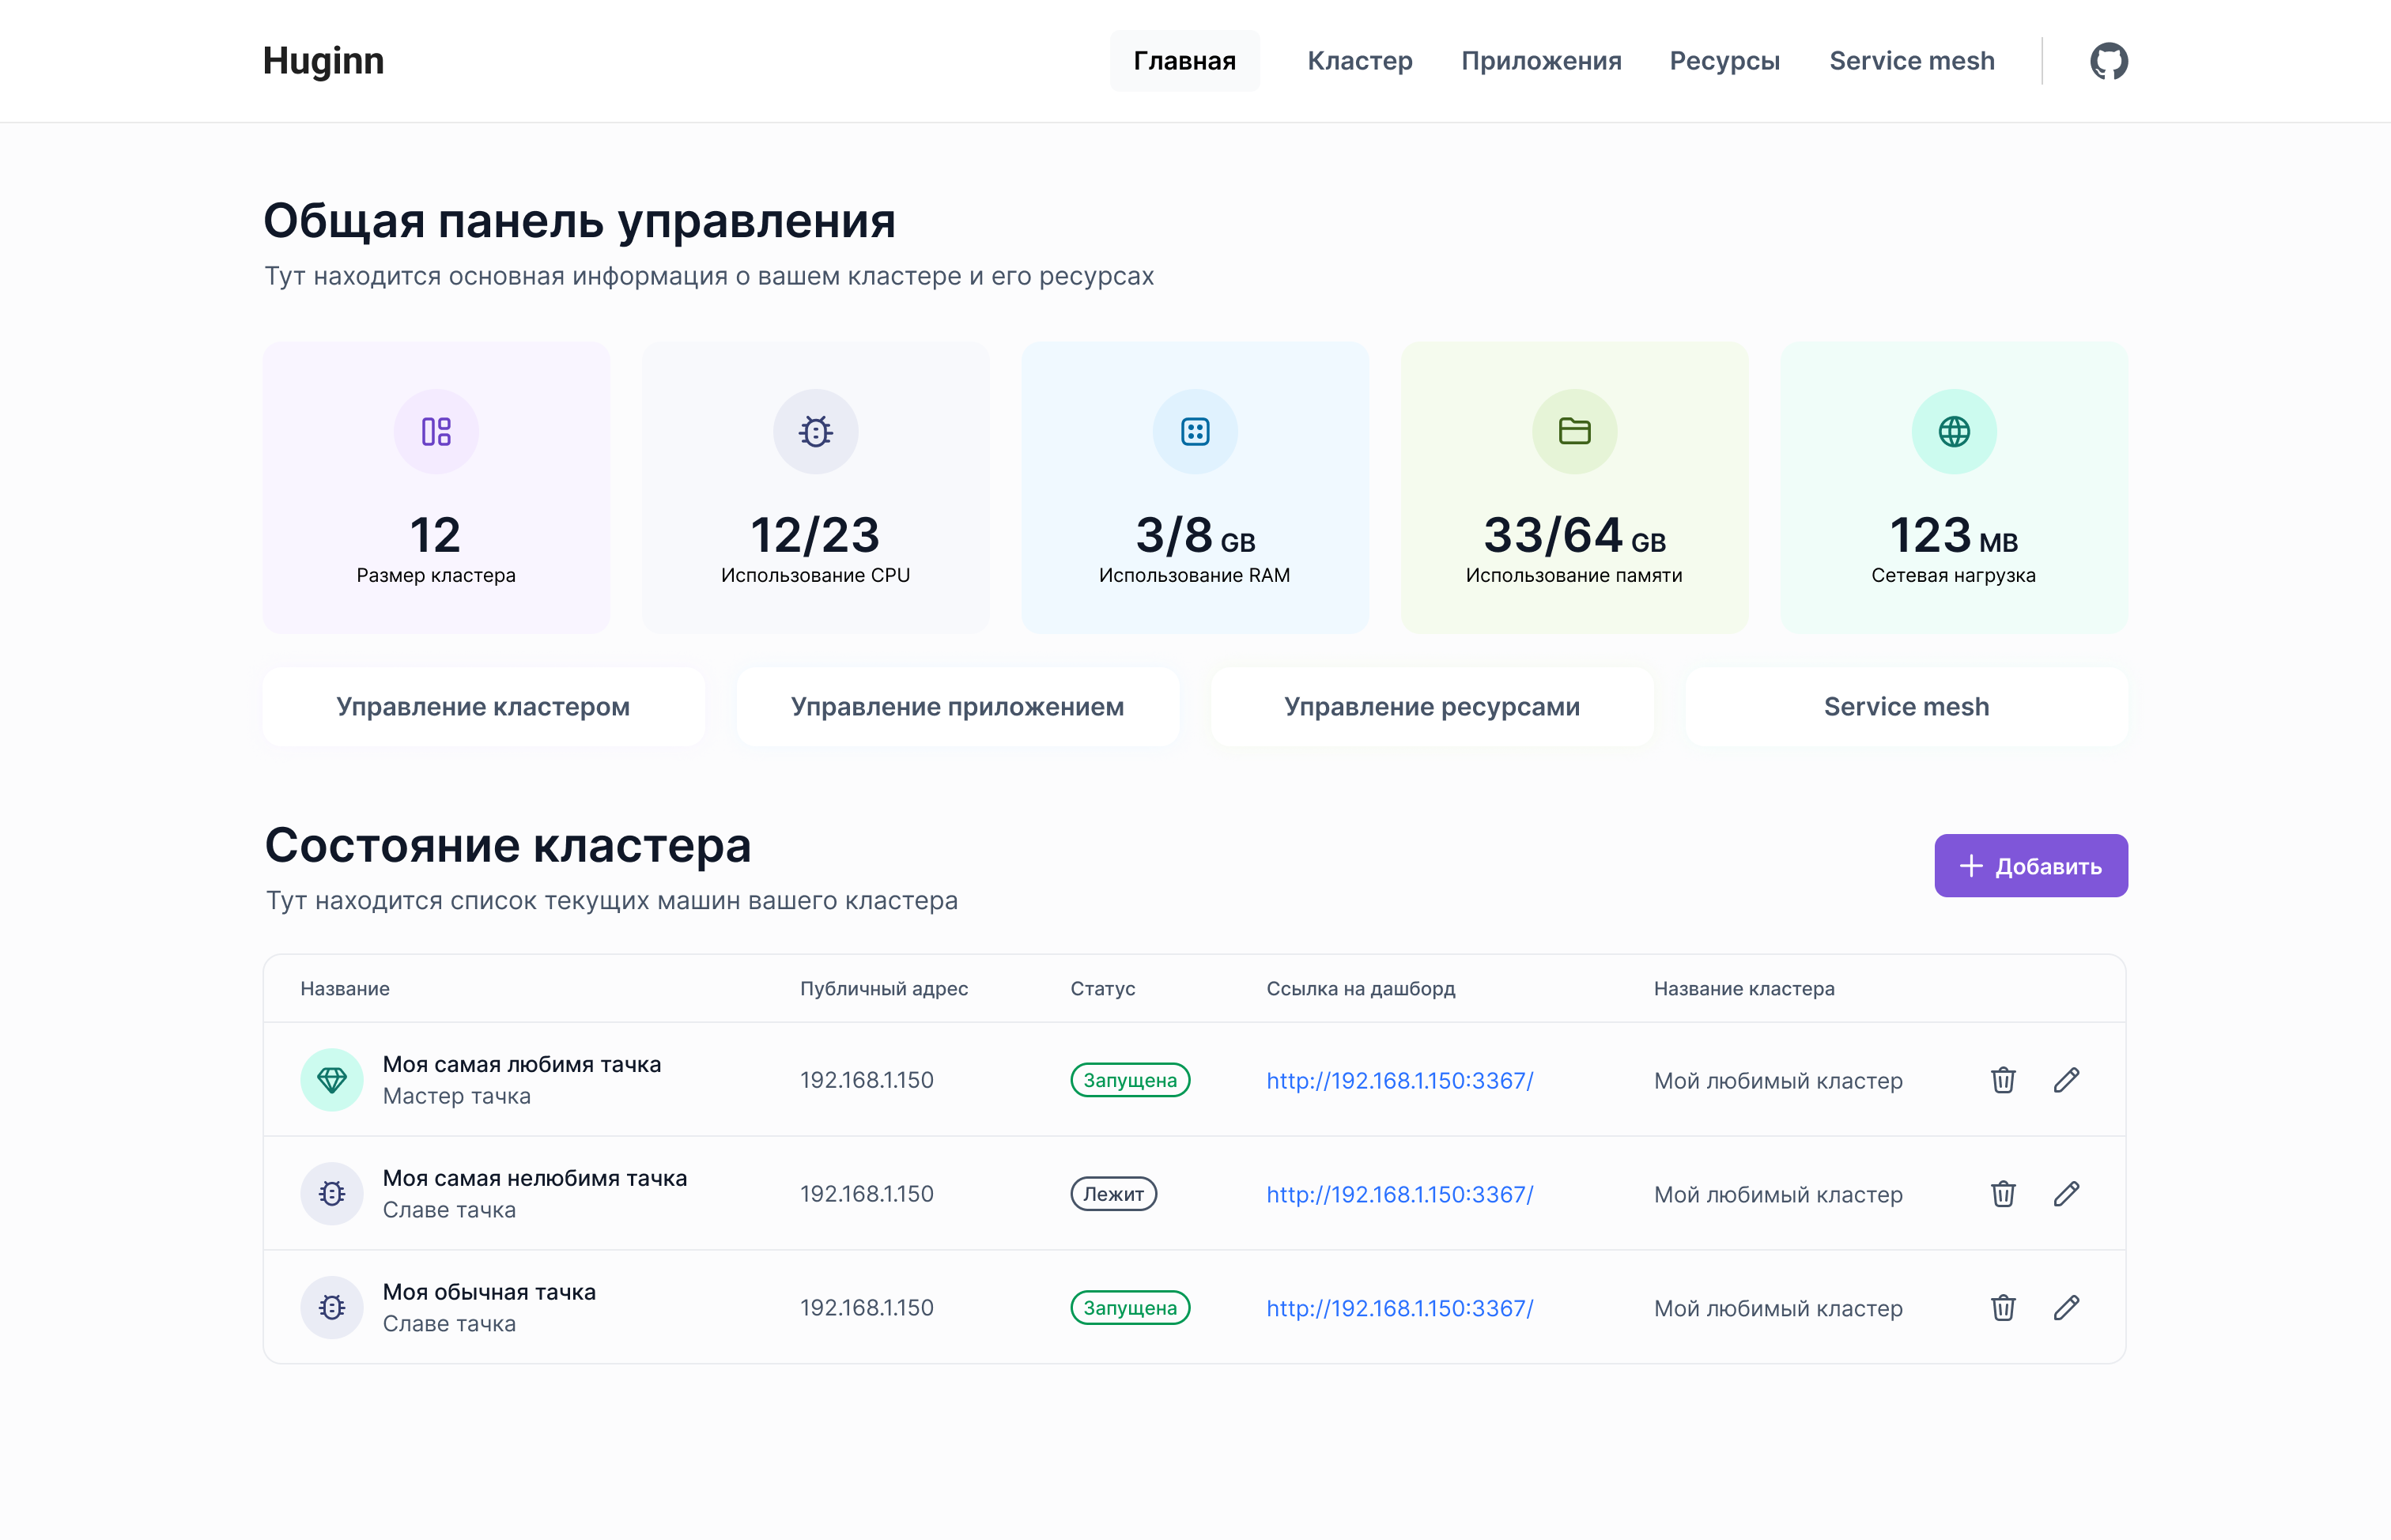 Huginn
Главная
Кластер
Приложения
Ресурсы
Service mesh
Общая панель управления
Тут находится основная информация о вашем кластере и его ресурсах
12
Размер кластера
12/23
Использование CPU
3/8 GB
Использование RAM
33/64 GB
Использование памяти
123 MB
Сетевая нагрузка
Управление кластером
Управление приложением
Управление ресурсами
Service mesh
Состояние кластера
Тут находится список текущих машин вашего кластера
Добавить
Название
Публичный адрес
Статус
Ссылка на дашборд
Название кластера
Моя самая любимя тачка
Мастер тачка
192.168.1.150
Запущена
http://192.168.1.150:3367/
Мой любимый кластер
Моя самая нелюбимя тачка
Славе тачка
192.168.1.150
Лежит
http://192.168.1.150:3367/
Мой любимый кластер
Моя обычная тачка
Славе тачка
192.168.1.150
Запущена
http://192.168.1.150:3367/
Мой любимый кластер